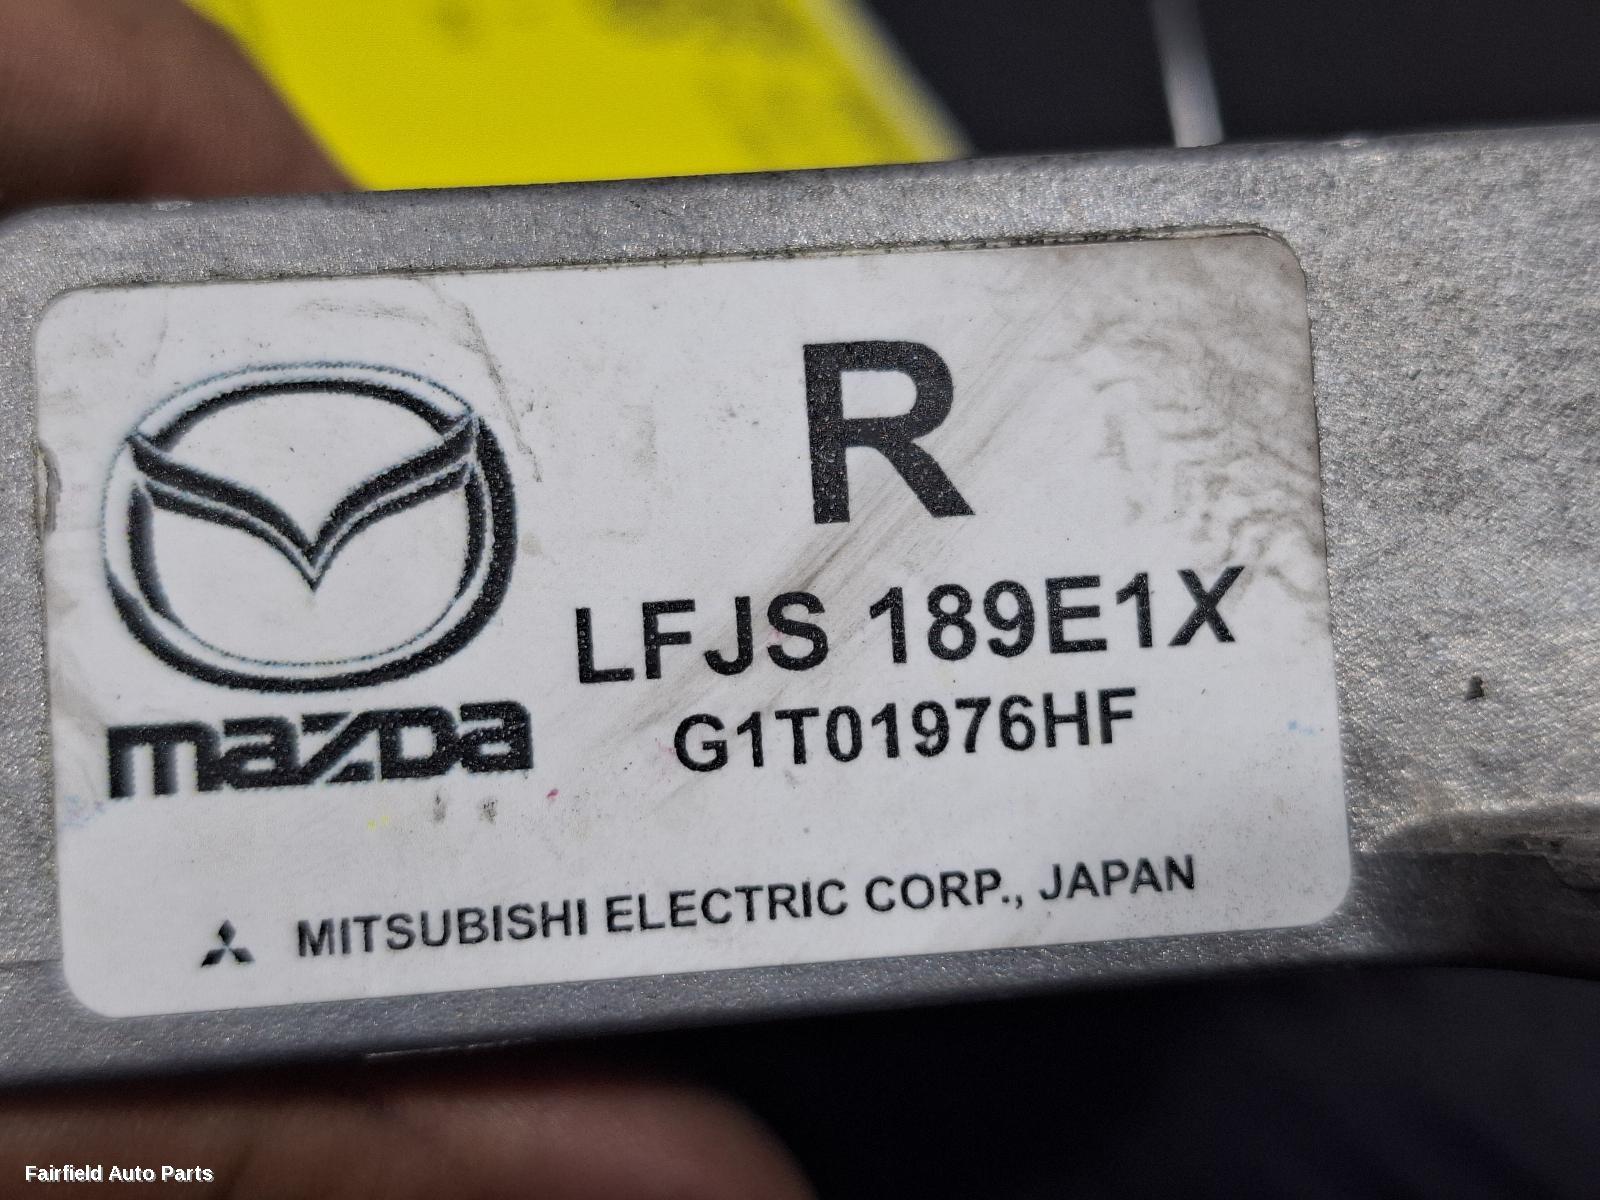 R
LFJS 189E1X
G1T01976HF
mazda
MITSUBISHI ELECTRIC CORP., JAPAN
Fairfield Auto Parts